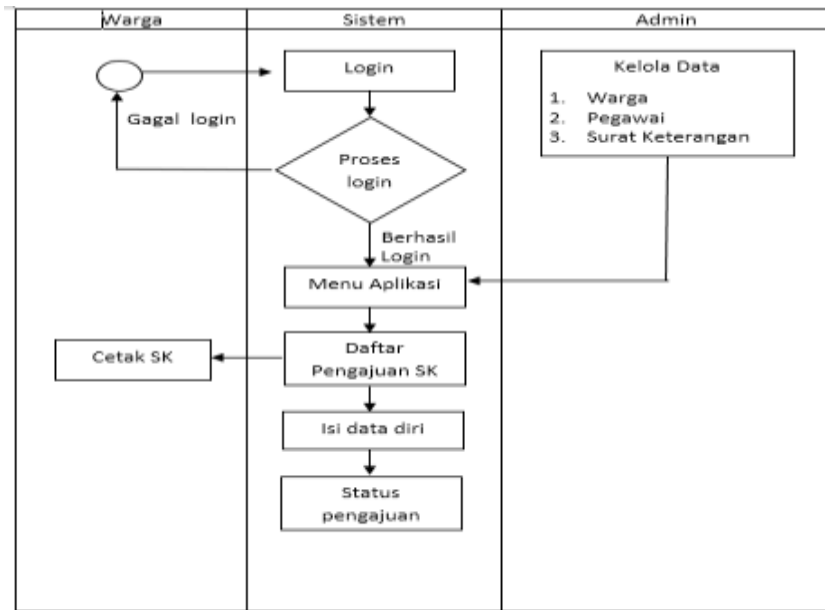 Warga
Sistem
Admin
Login
Gagal login
Proses
login
Berhasil
Login
Kelola Data
1. Warga
2. Pegawai
3. Surat Keterangan
Menu Aplikasi
Cetak SK
Daftar
Pengajuan SK
Isi data diri
Status
pengajuan